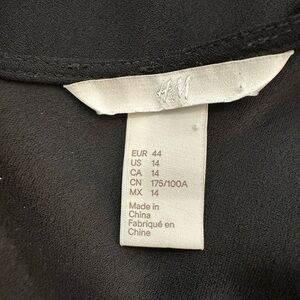 H&M
EUR 44
US 14
CA 14
CN 175/100A
MX 14
Made in
China
Fabriqué en
Chine